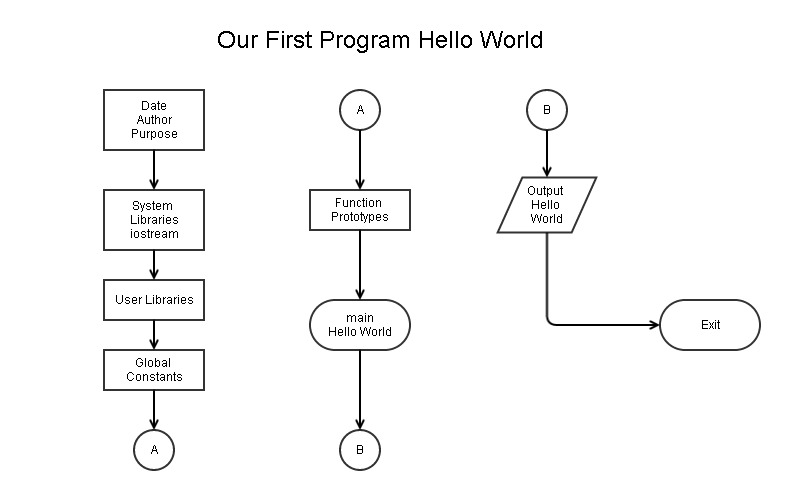 Our First Program Hello World
Date
Author
Purpose
System
Libraries
iostream
User Libraries
Global
Constants
A
A
Function
Prototypes
main
Hello World
B
B
Output
Hello
World
Exit